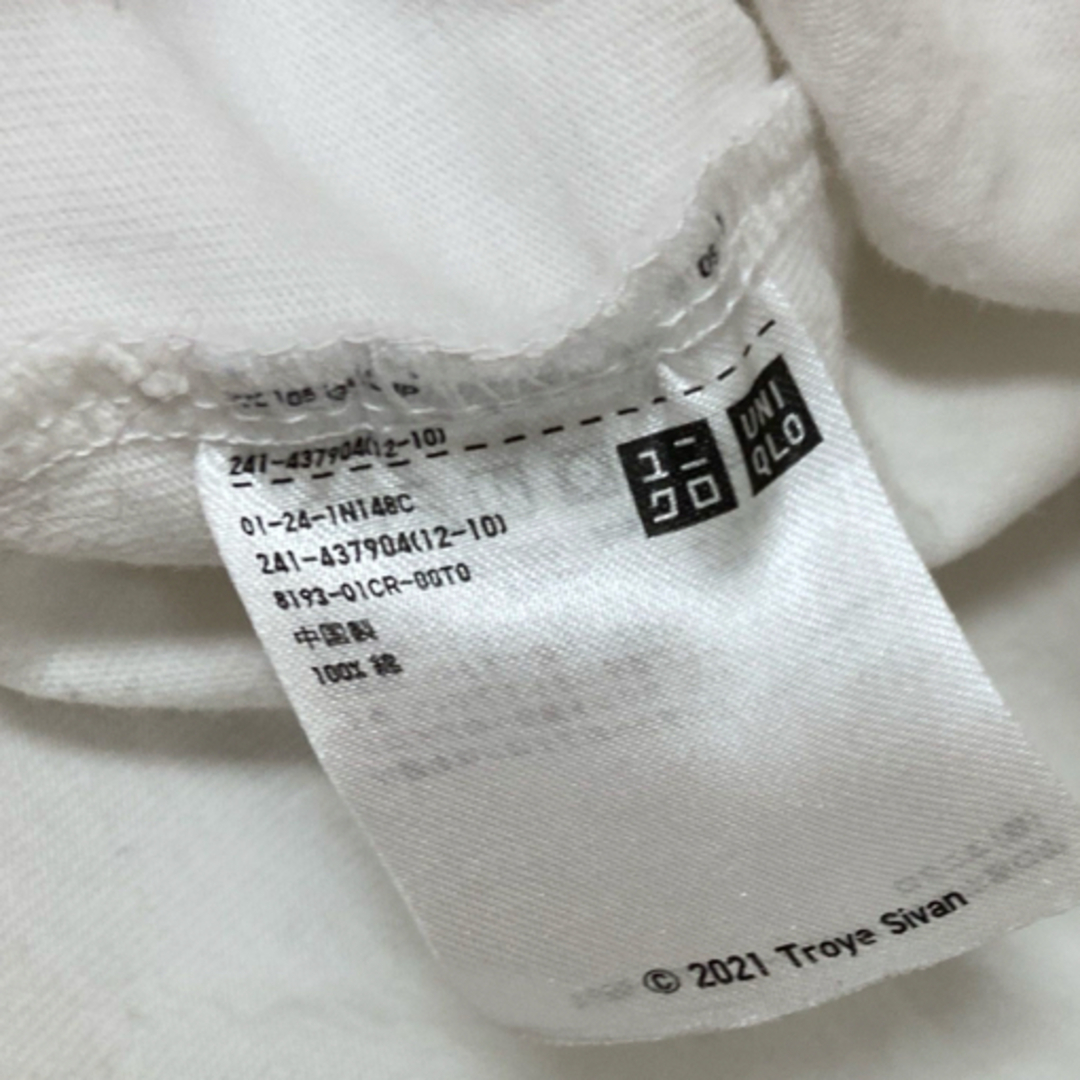 241-437904(12-10)
ユニ
クロ
UNI
QLO
01-24-1N148C
241-437904(12-10)
8193-01CR-00T0
中国製
100% 綿
© 2021 Troye Sivan